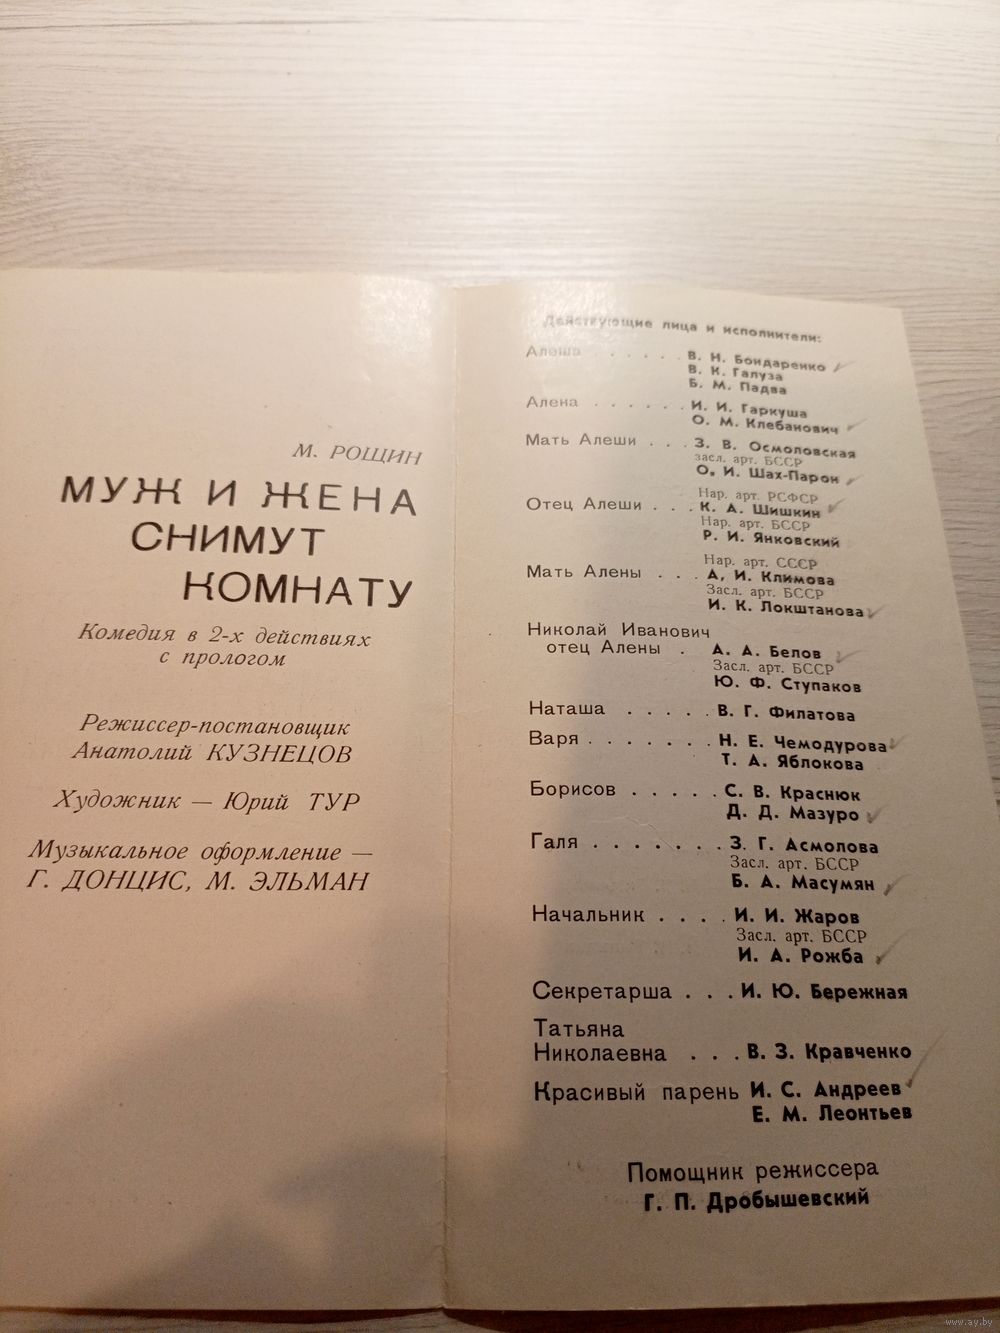 М. РОЩИН
МУЖ И ЖЕНА
СНИМУТ
КОМНАТУ
Комедия в 2-х действиях
с прологом
Режиссер-постановщик
Анатолий КУЗНЕЦОВ
Художник — Юрий ТУР
Музыкальное оформление —
Г. ДОНЦИС, М. ЭЛЬМАН
Действующие лица и исполнители:
Алеша . . . . . . В. Н. Бондаренко
В. К. Галуза
Б. М. Падва
Алена . . . . . . И. И. Гаркуша
О. М. Клебанович
Мать Алеши . . . З. В. Осмоловская
засл. арт. БССР
О. И. Шах-Парон
Нар. арт. РСФСР
Отец Алеши . . . К. А. Шишкин
Нар. арт. БССР
Р. И. Янковский
Нар. арт. СССР
Мать Алены . . . А, И. Климова
Засл. арт. БССР
И. К. Локштанова
Николай Иванович
отец Алены . А. А. Белов
Засл. арт. БССР
Ю. Ф. Ступаков
Наташа . . . . . В. Г. Филатова
Варя . . . . . . . Н. Е. Чемодурова
Т. А. Яблокова
Борисов . . . . . С. В. Краснюк
Д. Д. Мазуро
Галя . . . . . . . З. Г. Асмолова
Засл. арт. БССР
Б. А. Масумян
Начальник . . . . И. И. Жаров
Засл. арт. БССР
И. А. Рожба
Секретарша . . . И. Ю. Бережная
Татьяна
Николаевна . . . В. З. Кравченко
Красивый парень И. С. Андреев
Е. М. Леонтьев
Помощник режиссера
Г. П. Дробышевский
www.ay.by